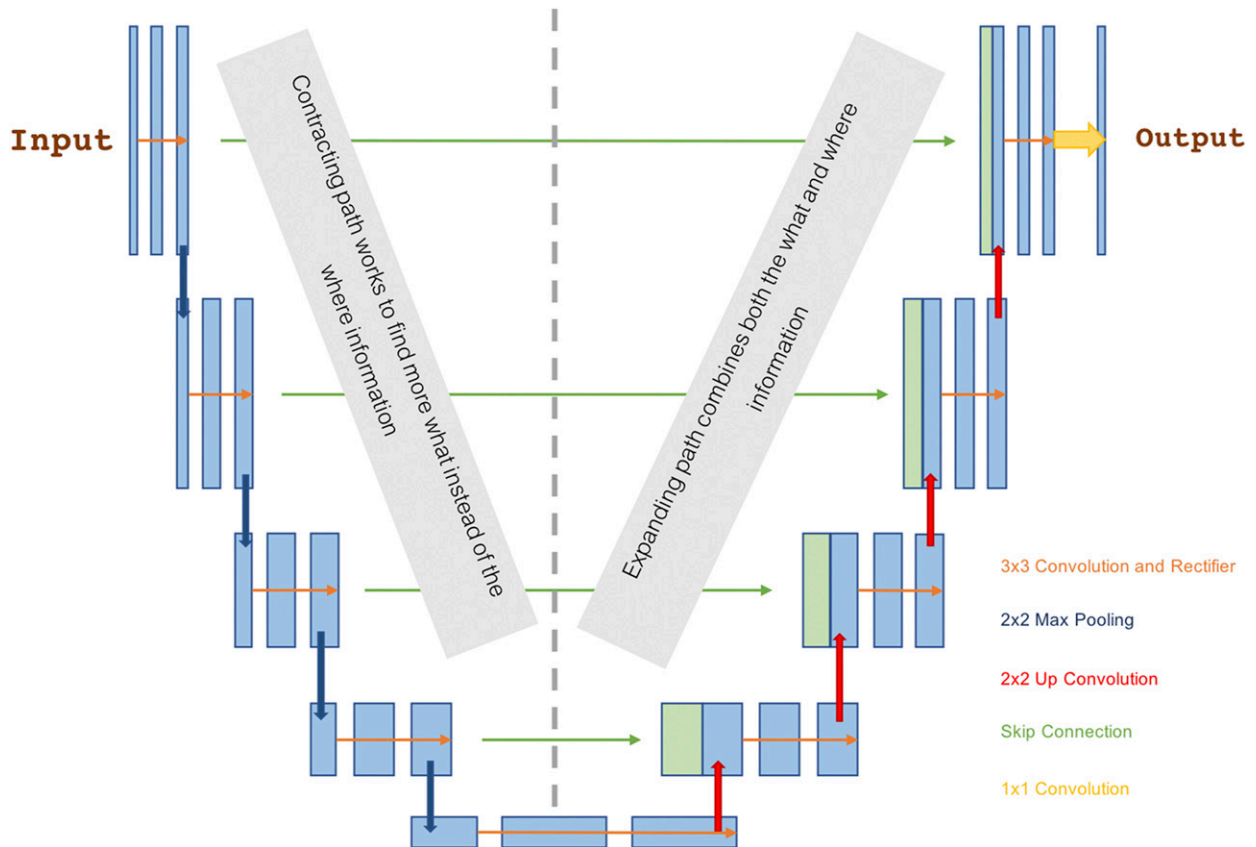 Input
Contracting path works to find more what instead of the
where information
Expanding path combines both the what and where
information
Output
3x3 Convolution and Rectifier
2x2 Max Pooling
2x2 Up Convolution
Skip Connection
1x1 Convolution